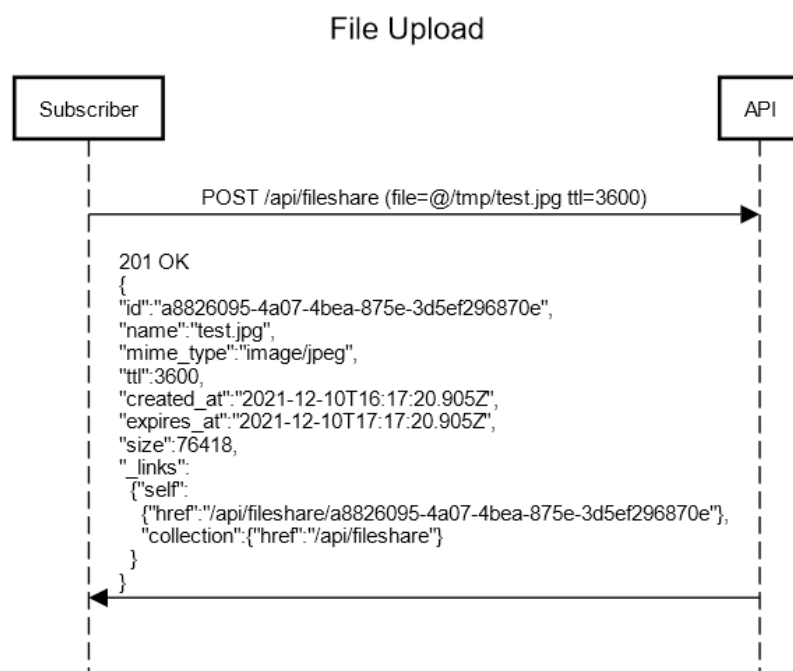 File Upload
Subscriber
API
POST /api/fileshare (file=@/tmp/test.jpg ttl=3600)
201 OK
{
"id":"a8826095-4a07-4bea-875e-3d5ef296870e",
"name":"test.jpg",
"mime_type":"image/jpeg",
"ttl":3600,
"created_at":"2021-12-10T16:17:20.905Z",
"expires_at":"2021-12-10T17:17:20.905Z",
"size":76418,
"_links":
{"self":
{"href":"/api/fileshare/a8826095-4a07-4bea-875e-3d5ef296870e"},
"collection":{"href":"/api/fileshare"}
}
}